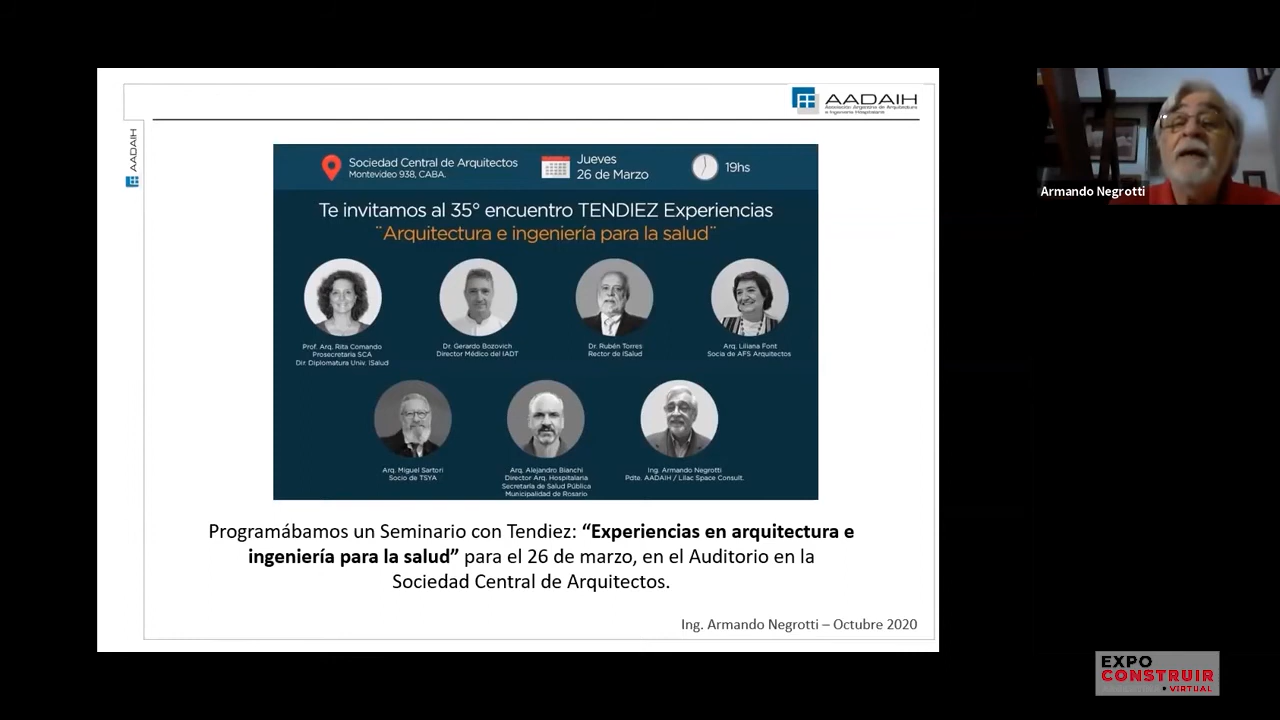 AADAIH
Asociación Argentina de Arquitectura
e Ingeniería Hospitalaria
AADAIH
Sociedad Central de Arquitectos
Montevideo 938, CABA.
Jueves
26 de Marzo
19hs
Te invitamos al 35° encuentro TENDIEZ Experiencias
¨Arquitectura e ingeniería para la salud¨
Prof. Arq. Rita Comando
Prosecretaria SCA
Dir. Diplomatura Univ. ISalud
Dr. Gerardo Bozovich
Director Médico del IADT
Dr. Rubén Torres
Rector de ISalud
Arq. Liliana Font
Socia de AFS Arquitectos
Arq. Miguel Sartori
Socio de TSYA
Arq. Alejandro Bianchi
Director Arq. Hospitalaria
Secretaría de Salud Pública
Municipalidad de Rosario
Ing. Armando Negrotti
Pdte. AADAIH / Lilac Space Consult.
Programábamos un Seminario con Tendiez: “Experiencias en arquitectura e
ingeniería para la salud” para el 26 de marzo, en el Auditorio en la
Sociedad Central de Arquitectos.
Ing. Armando Negrotti – Octubre 2020
Armando Negrotti
EXPO
CONSTRUIR
• VIRTUAL